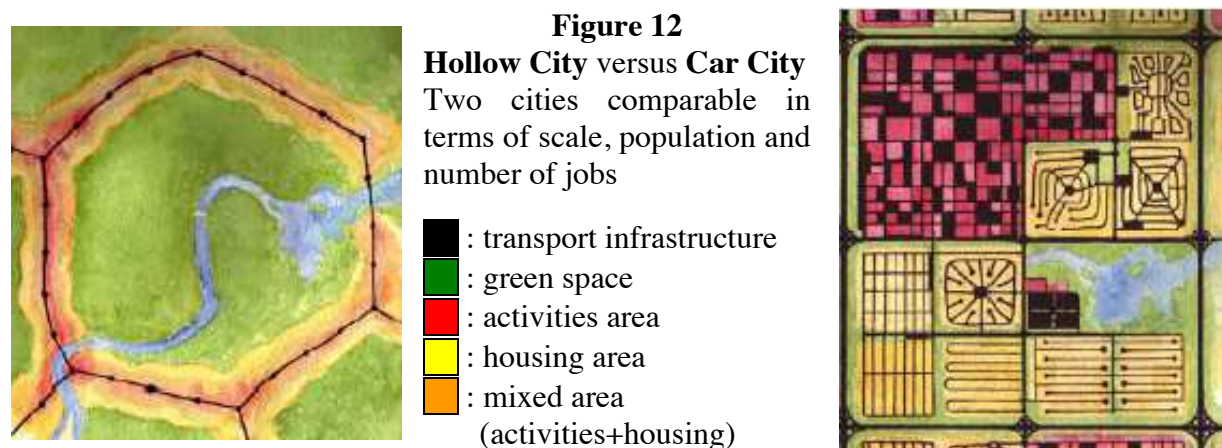 Figure 12
Hollow City versus Car City
Two cities comparable in
terms of scale, population and
number of jobs
: transport infrastructure
: green space
: activities area
: housing area
: mixed area
(activities+housing)